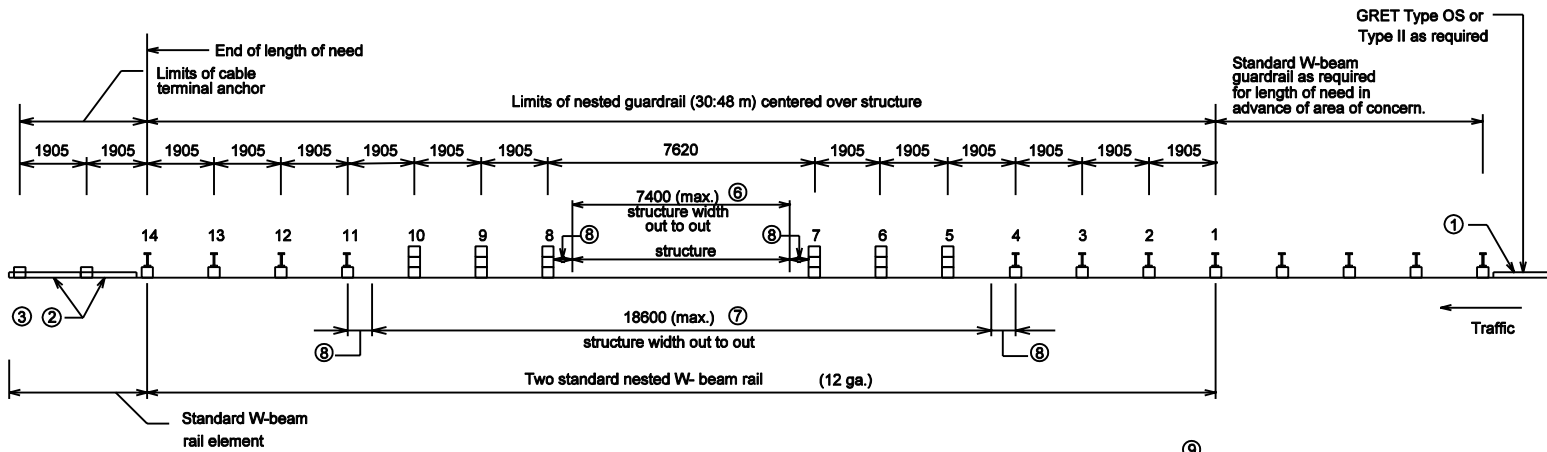 GRET Type OS or
Type II as required
End of length of need
Limits of cable
terminal anchor
Standard W-beam
guardrail as required
for length of need in
advance of area of concern.
Limits of nested guardrail (30:48 m) centered over structure
1905 1905 1905 1905 1905 1905 1905 1905 7620 1905 1905 1905 1905 1905 1905
7400 (max.) ⑥
structure width
out to out
14 13 12 11 10 9 8 ⑧ ⑧ 7 6 5 4 3 2 1 ①
structure
③ ② 18600 (max.) ⑦
Traffic
⑧ structure width out to out ⑧
Two standard nested W- beam rail (12 ga.)
Standard W-beam
rail element
⑨